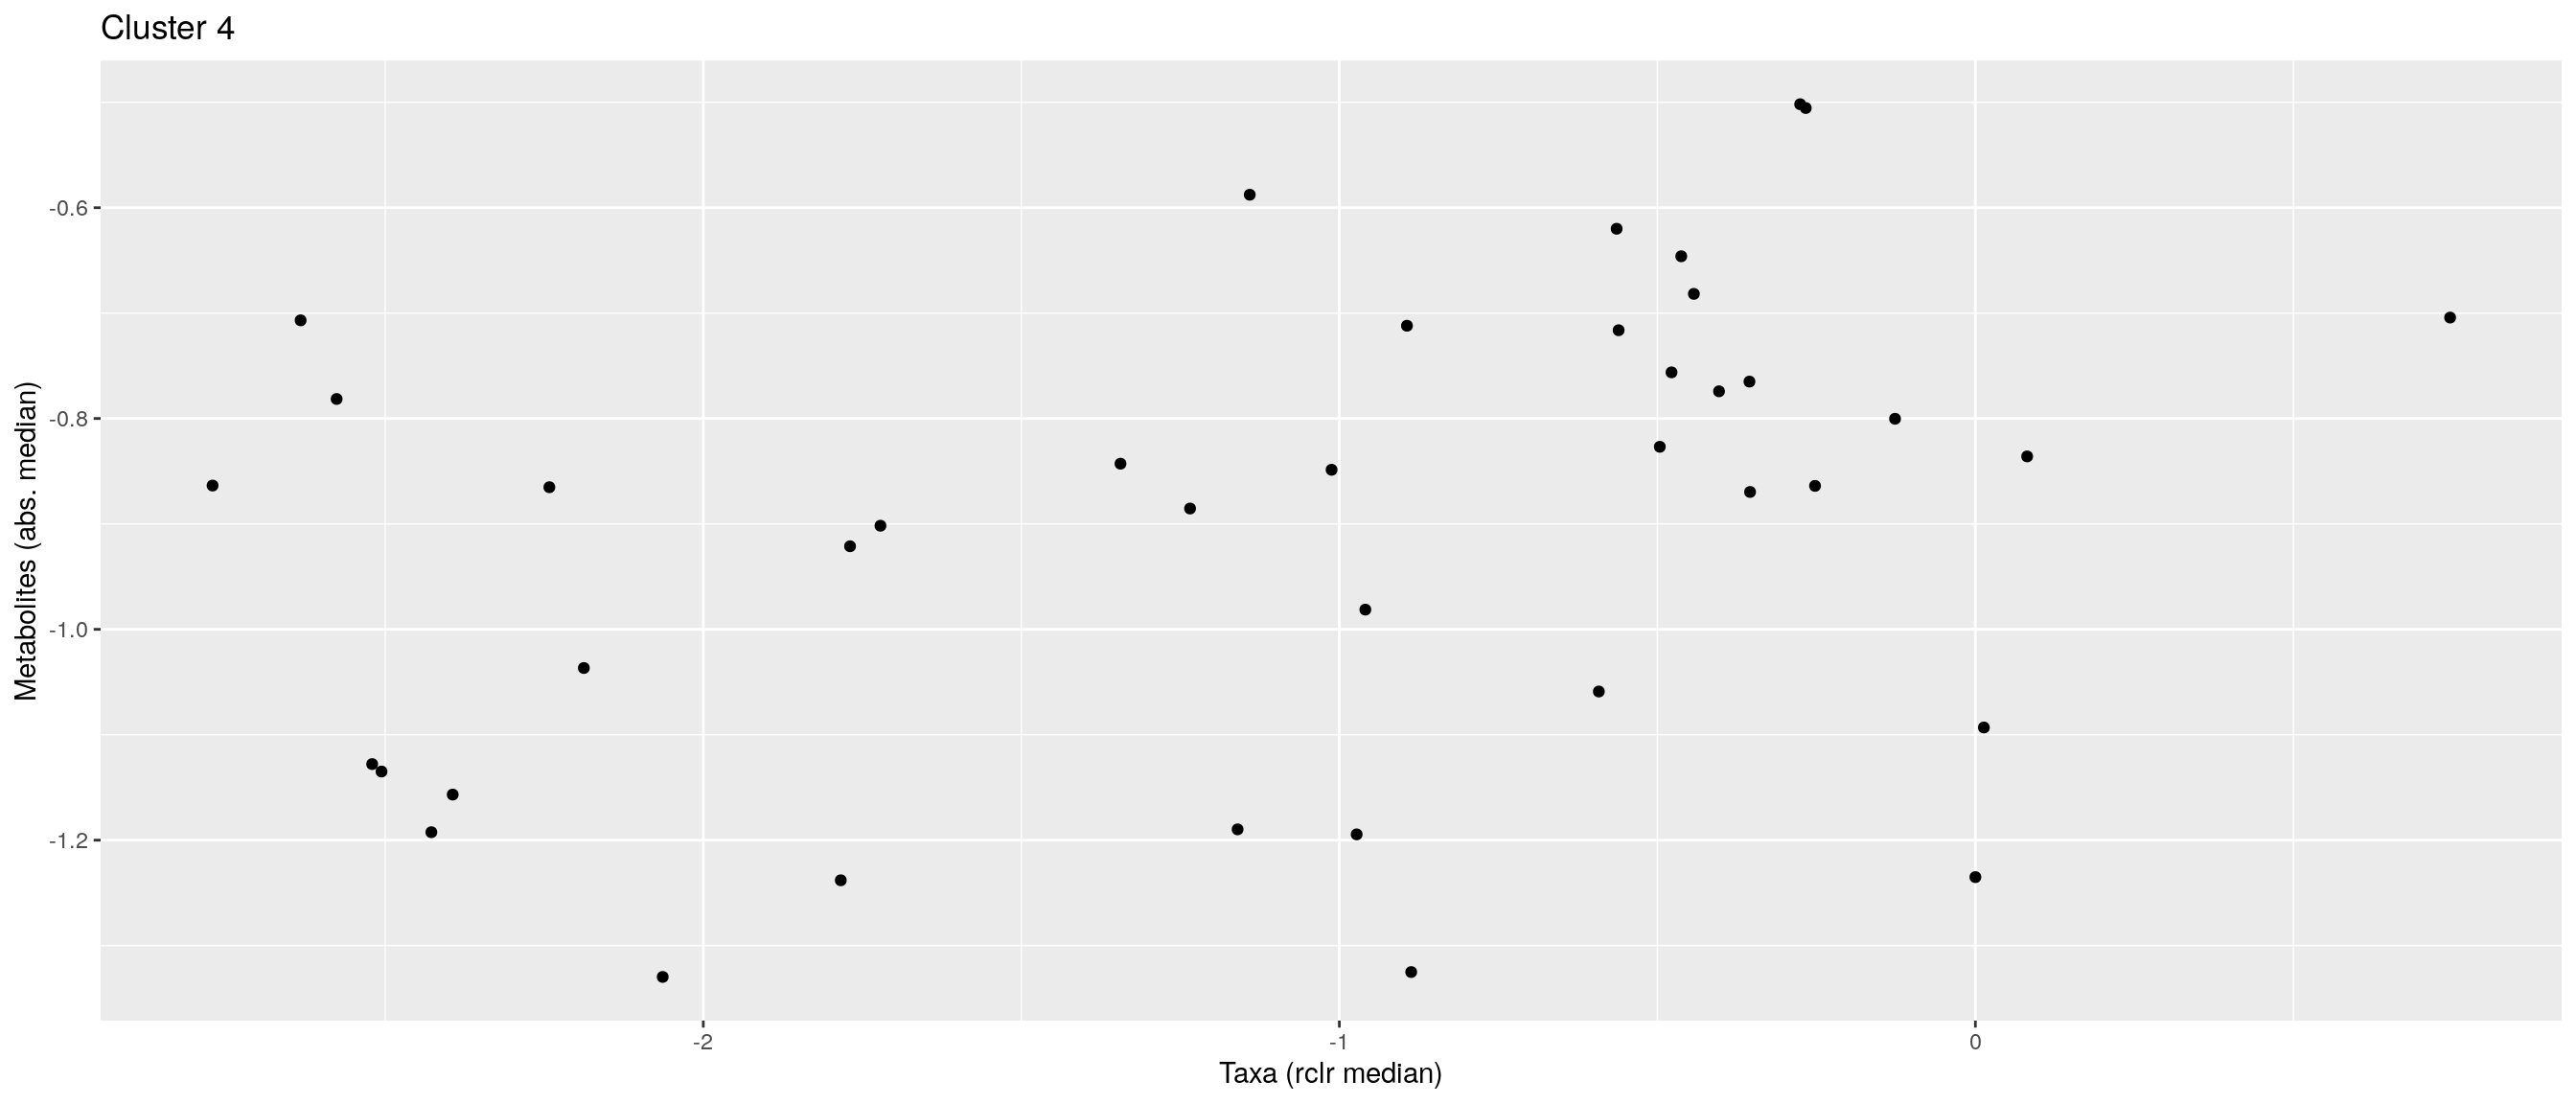 Cluster 4
Metabolites (abs. median)
-0.6
-0.8
-1.0
-1.2
-2
-1
0
Taxa (rclr median)